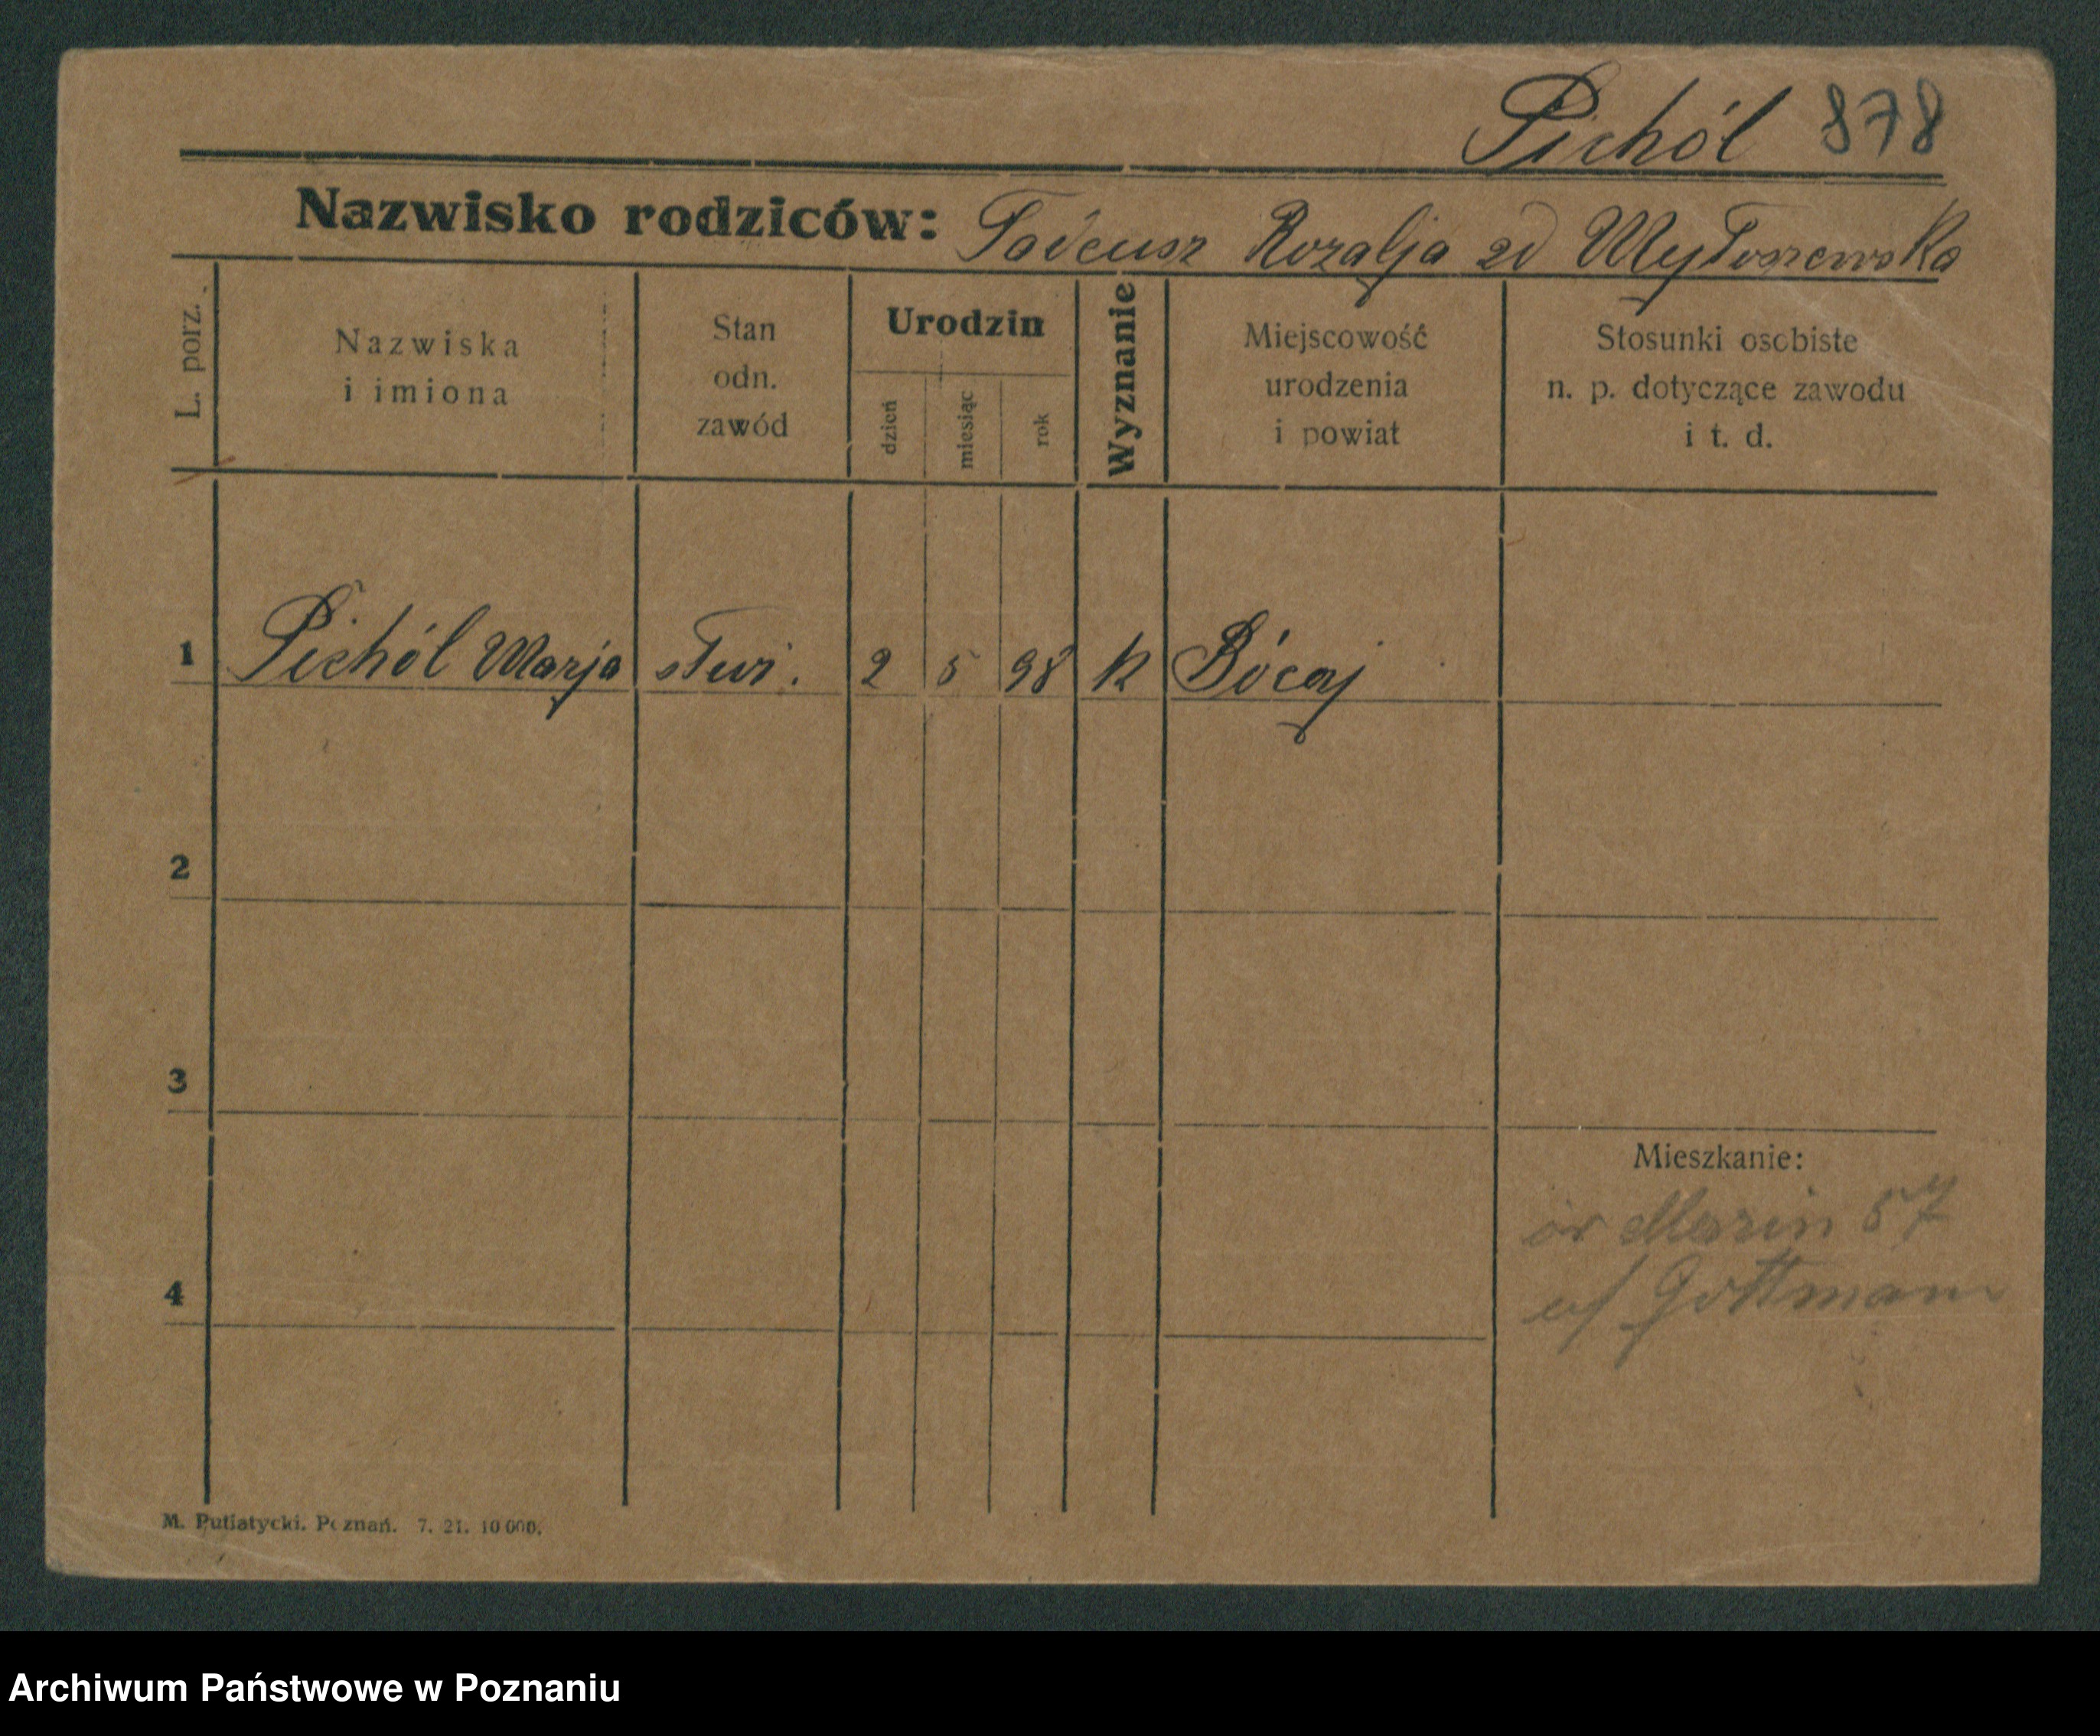 Pichól 878
Nazwisko rodziców: Tadeusz Rozalja zd
L. porz.
Nazwiska
i imiona
Stan
odn.
zawód
Urodzin
dzień
miesiąc
rok
Wyznanie
Miejscowość
urodzenia
i powiat
Stosunki osobiste
n. p. dotyczące zawodu
i t. d.
1 Pichól Marja 2 5 98 k
2
3
Mieszkanie:
57
4
Gottmann
M. Putiatycki. Poznań. 7. 21. 10 000.
Archiwum Państwowe w Poznaniu